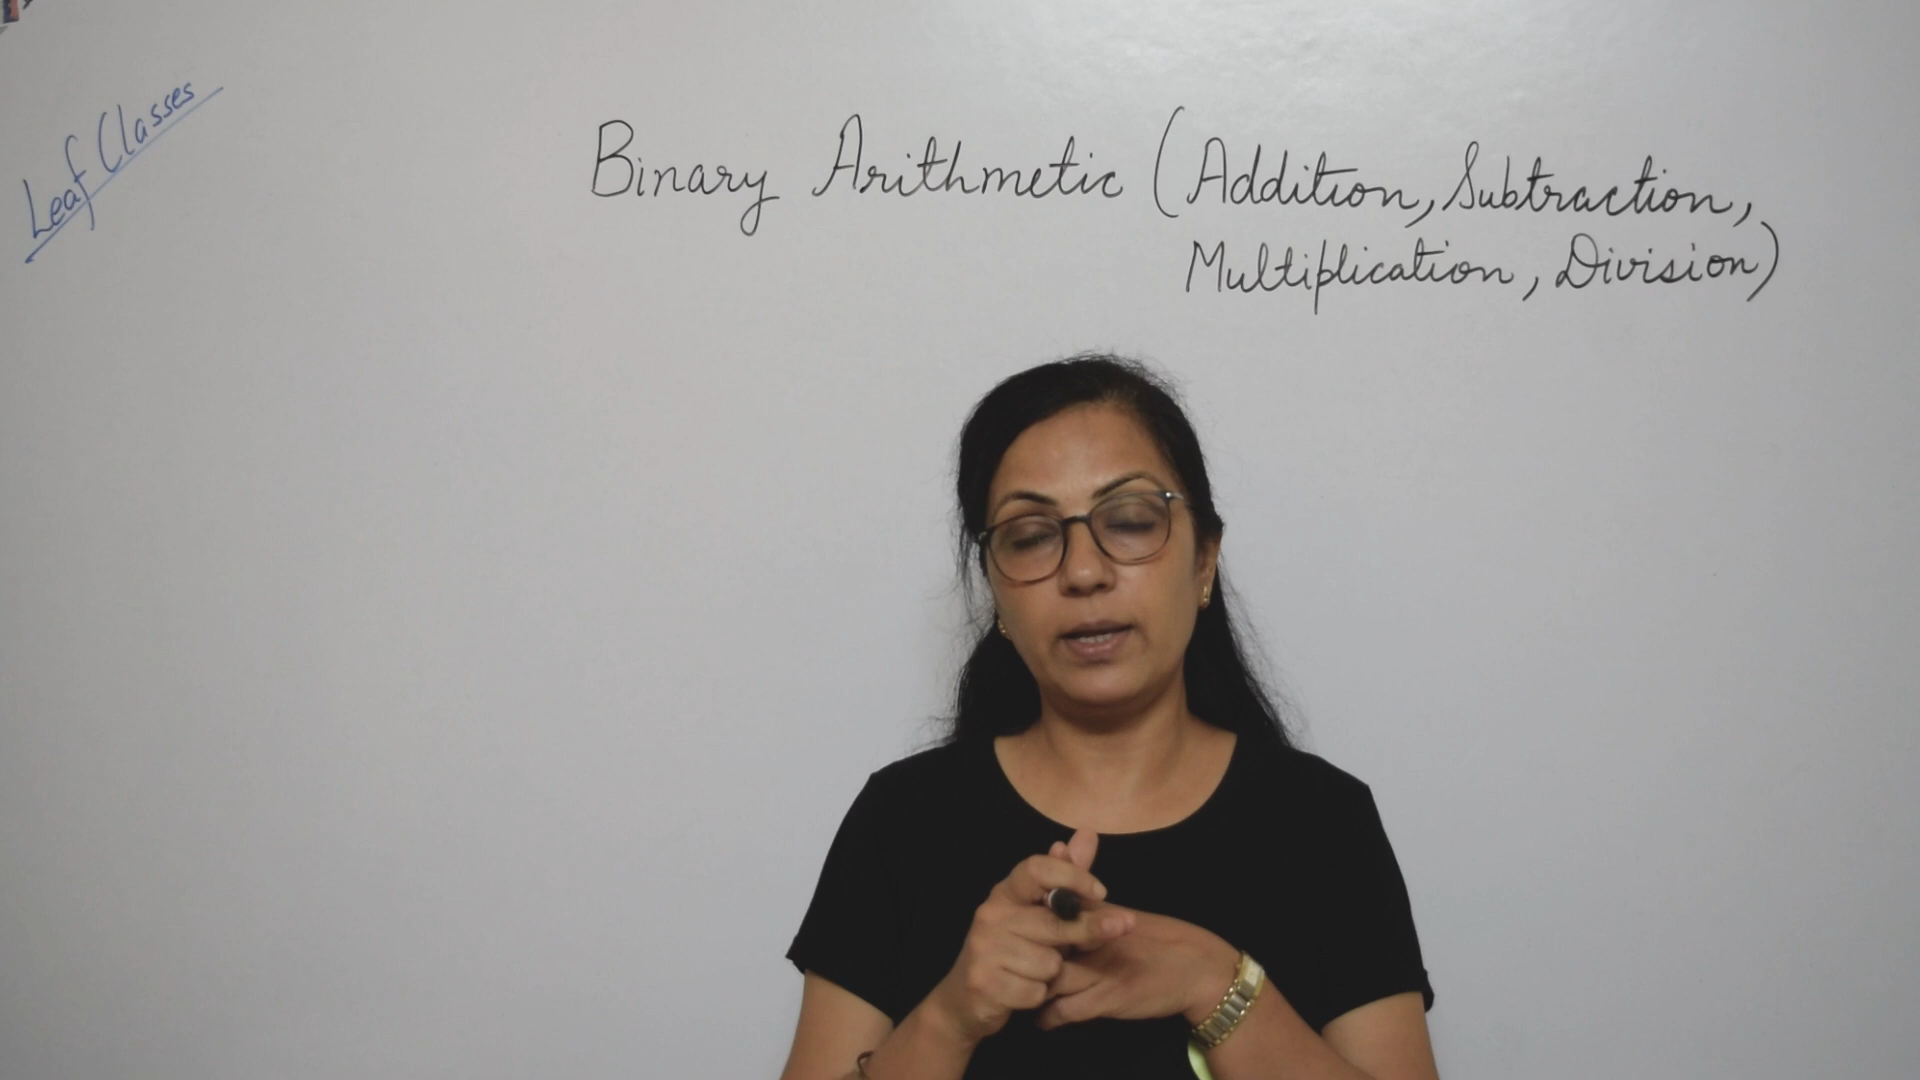 Leaf Classes
Binary Arithmetic (Addition, Subtraction,
Multiplication, Division)